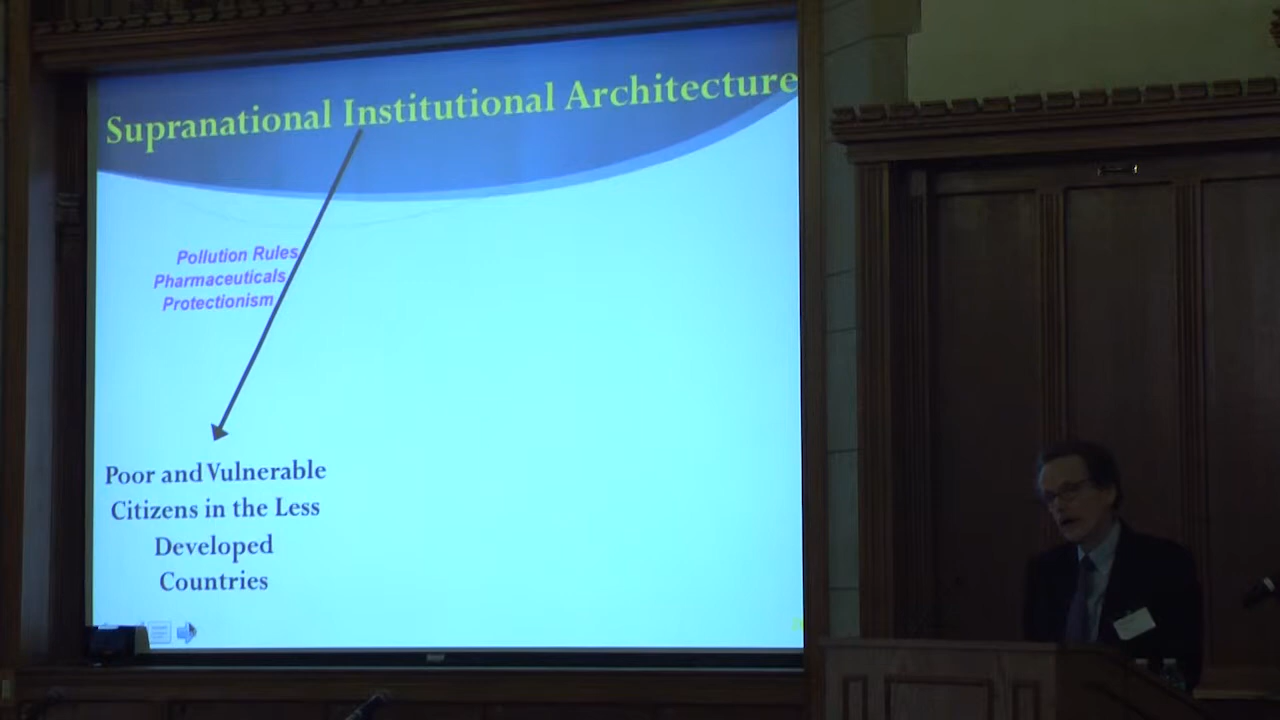 Supranational Institutional Architecture
Pollution Rules
Pharmaceuticals
Protectionism
Poor and Vulnerable
Citizens in the Less
Developed
Countries